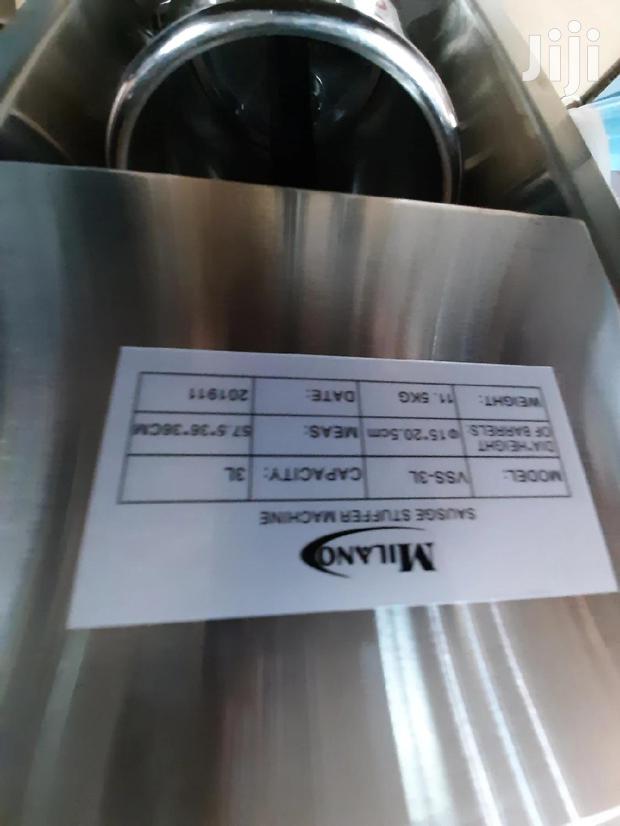 Jiji
MILANO
SAUSGE STUFFER MACHINE
MODEL: VSS-3L CAPACITY: 3L
DIA*HEIGHT
OF BARRELS: Φ15*20.5cm MEAS: 57.5*36*36CM
WEIGHT: 11.5KG DATE: 201911